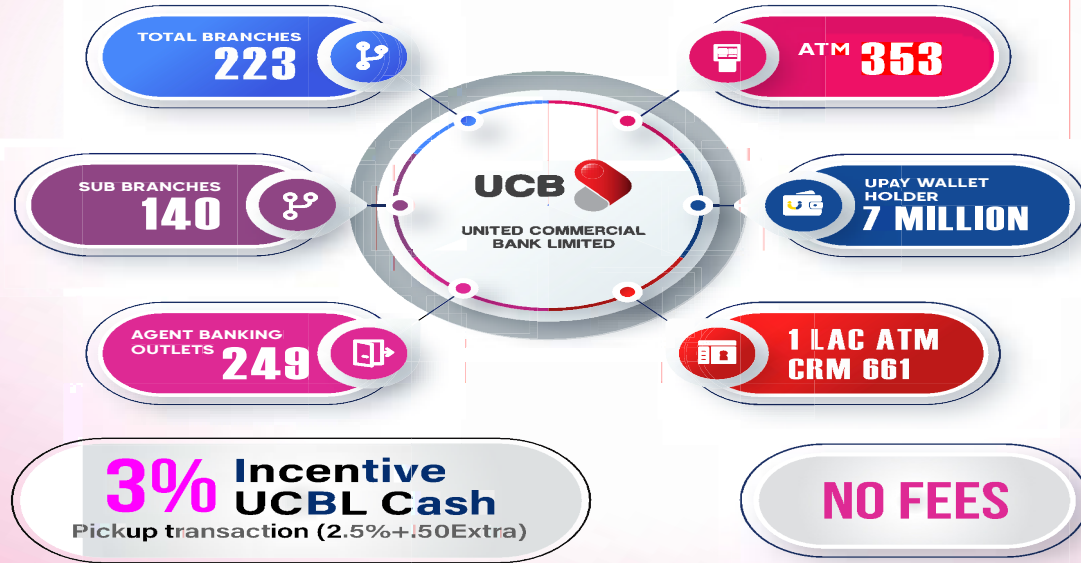 TOTAL BRANCHES
223
ATM 353
UCB
UNITED COMMERCIAL
BANK LIMITED
SUB BRANCHES
140
UPAY WALLET
HOLDER
7 MILLION
AGENT BANKING
OUTLETS 249
1 LAC ATM
CRM 661
3% Incentive
UCBL Cash
Pickup transaction (2.5%+.50Extra)
NO FEES